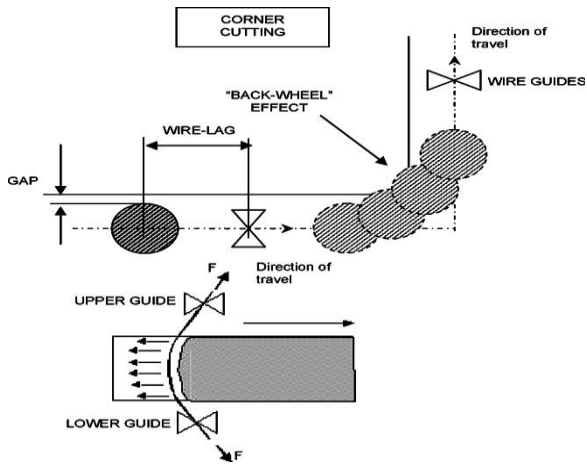 CORNER
CUTTING
Direction of
travel
WIRE GUIDES
"BACK-WHEEL"
EFFECT
WIRE-LAG
GAP
Direction of
travel
F
UPPER GUIDE
LOWER GUIDE
F